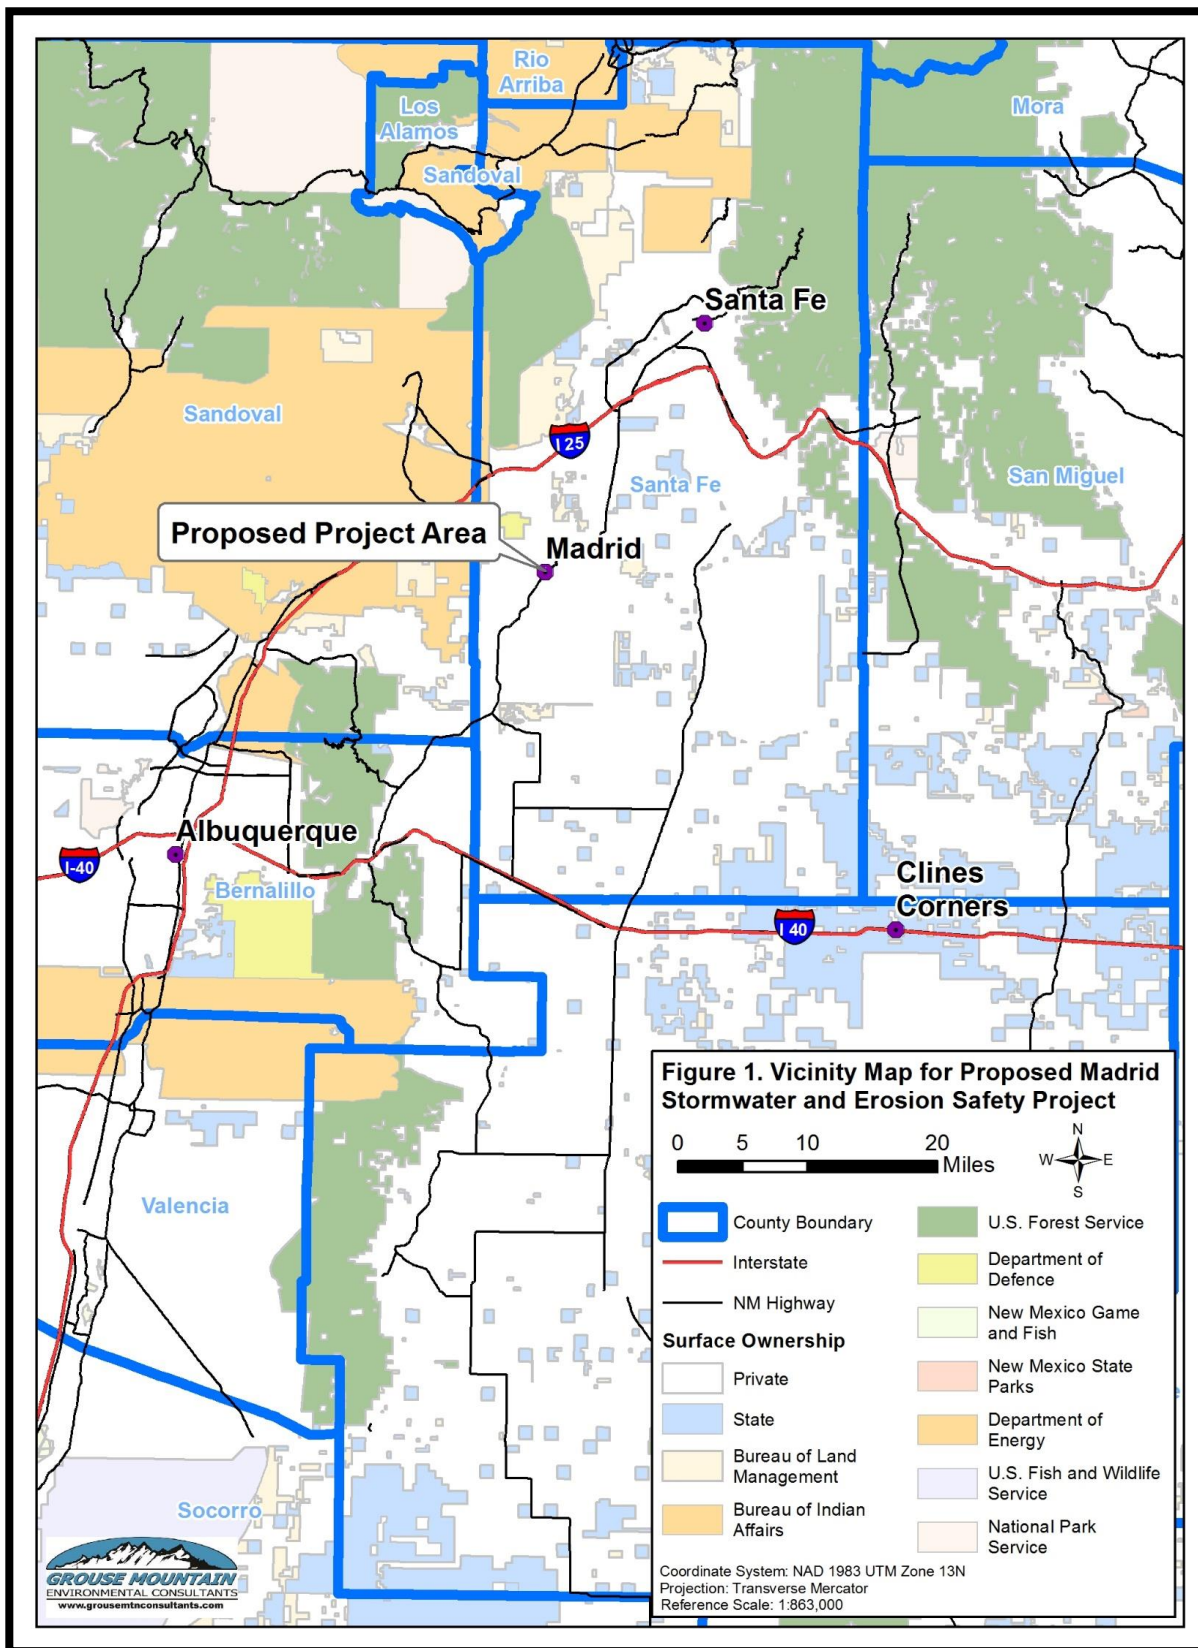 Rio
Arriba
Los
Alamos
Mora
Sandoval
Santa Fe
Sandoval
I 25
Santa Fe
San Miguel
Proposed Project Area
Madrid
Albuquerque
I-40
Bernalillo
Clines
Corners
I 40
Valencia
Socorro
Figure 1. Vicinity Map for Proposed Madrid
Stormwater and Erosion Safety Project
0 5 10 20
Miles
N
W E
S
County Boundary
Interstate
NM Highway
Surface Ownership
Private
State
Bureau of Land
Management
Bureau of Indian
Affairs
U.S. Forest Service
Department of
Defence
New Mexico Game
and Fish
New Mexico State
Parks
Department of
Energy
U.S. Fish and Wildlife
Service
National Park
Service
Coordinate System: NAD 1983 UTM Zone 13N
Projection: Transverse Mercator
Reference Scale: 1:863,000
GROUSE MOUNTAIN
ENVIRONMENTAL CONSULTANTS
www.grousemtnconsultants.com